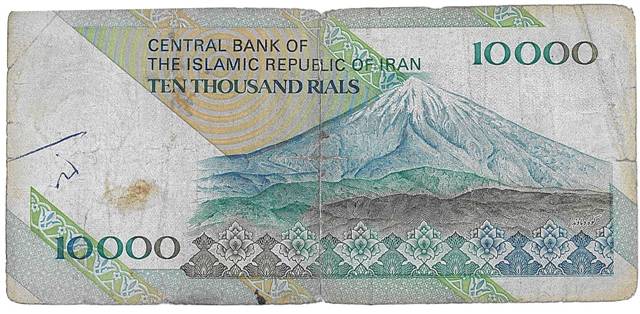 CENTRAL BANK OF
THE ISLAMIC REPUBLIC OF IRAN
TEN THOUSAND RIALS
10000
10000